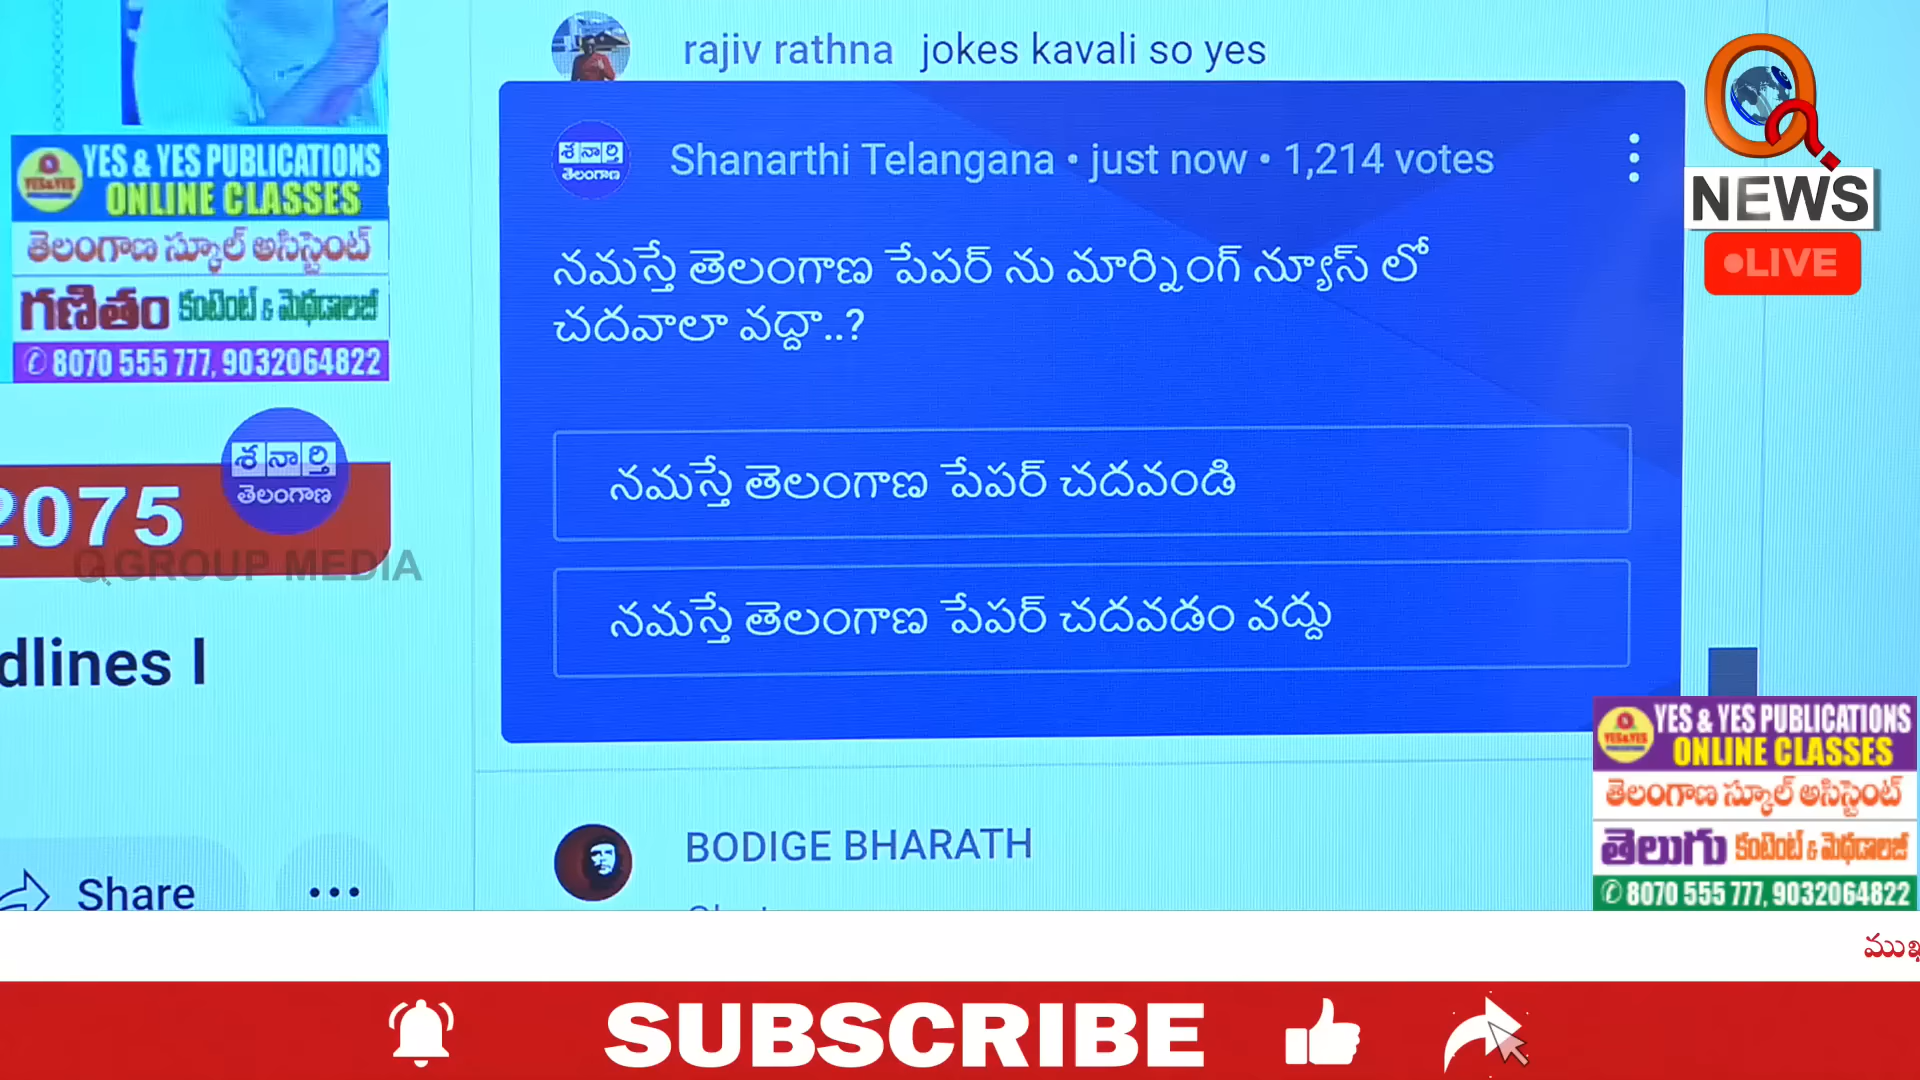 rajiv rathna jokes kavali so yes
శనార్తి
తెలంగాణ
Shanarthi Telangana • just now • 1,214 votes
నమస్తే తెలంగాణ పేపర్ ను మార్నింగ్ న్యూస్ లో
చదవాలా వద్దా..?
నమస్తే తెలంగాణ పేపర్ చదవండి
నమస్తే తెలంగాణ పేపర్ చదవడం వద్దు
BODIGE BHARATH
YES & YES PUBLICATIONS
ONLINE CLASSES
తెలంగాణ స్కూల్ అసిస్టెంట్
గణితం కంటెంట్ & మెథడాలజీ
8070 555 777, 9032064822
శనార్తి
తెలంగాణ
2075
Q GROUP MEDIA
dlines I
Share
Q NEWS
LIVE
YES & YES PUBLICATIONS
ONLINE CLASSES
తెలంగాణ స్కూల్ అసిస్టెంట్
తెలుగు కంటెంట్ & మెథడాలజీ
8070 555 777, 9032064822
SUBSCRIBE